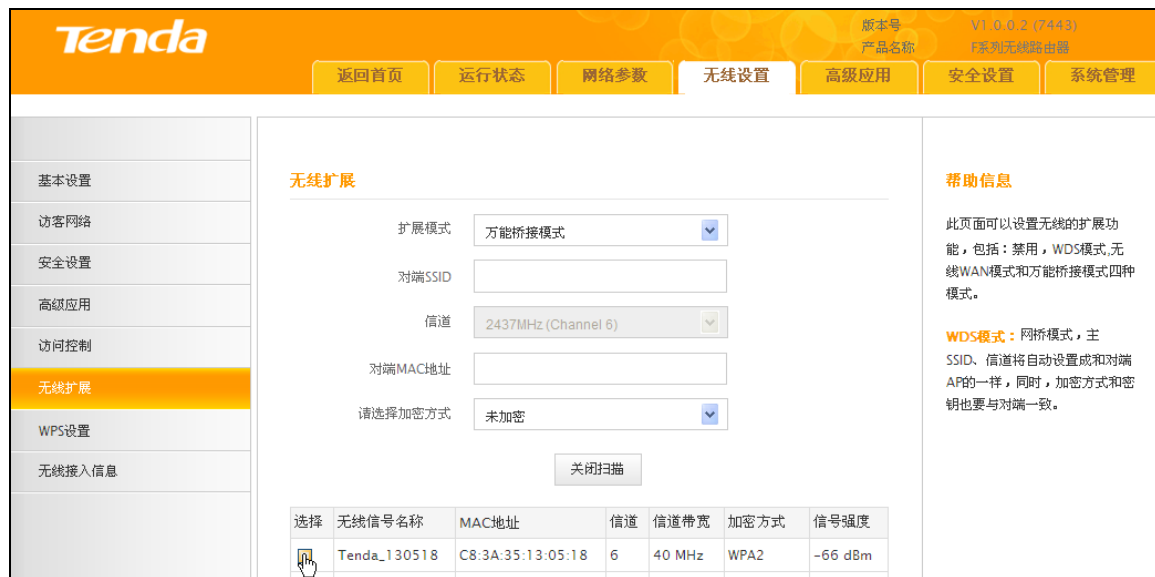 Tenda
版本号 V1.0.0.2 (7443)
产品名称 F系列无线路由器
返回首页 运行状态 网络参数 无线设置 高级应用 安全设置 系统管理
基本设置
访客网络
安全设置
高级应用
访问控制
无线扩展
WPS设置
无线接入信息
无线扩展
扩展模式 万能桥接模式
对端SSID
信道 2437MHz (Channel 6)
对端MAC地址
请选择加密方式 未加密
关闭扫描
选择 无线信号名称 MAC地址 信道 信道带宽 加密方式 信号强度
Tenda_130518 C8:3A:35:13:05:18 6 40 MHz WPA2 -66 dBm
帮助信息
此页面可以设置无线的扩展功
能，包括：禁用，WDS模式,无
线WAN模式和万能桥接模式四种
模式。
WDS模式：网桥模式，主
SSID、信道将自动设置成和对端
AP的一样，同时，加密方式和密
钥也要与对端一致。